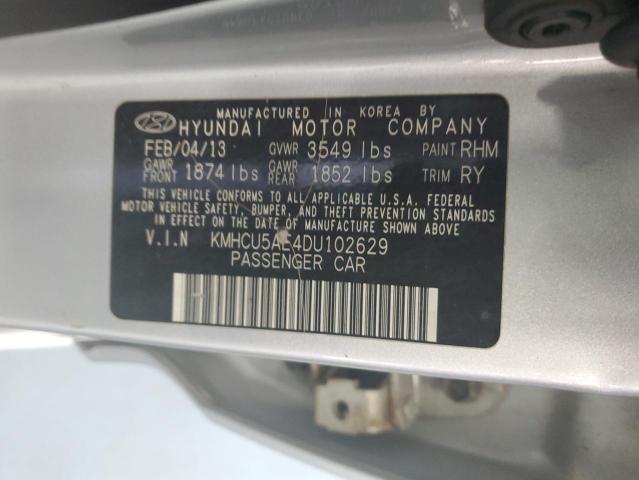 MANUFACTURED IN KOREA BY
HYUNDAI MOTOR COMPANY
FEB/04/13 GVWR 3549 lbs PAINT RHM
GAWR FRONT 1874 lbs GAWR REAR 1852 lbs TRIM RY
THIS VEHICLE CONFORMS TO ALL APPLICABLE U.S.A. FEDERAL
MOTOR VEHICLE SAFETY, BUMPER, AND THEFT PREVENTION STANDARDS
IN EFFECT ON THE DATE OF MANUFACTURE SHOWN ABOVE.
V.I.N KMHCU5AE4DU102629
PASSENGER CAR